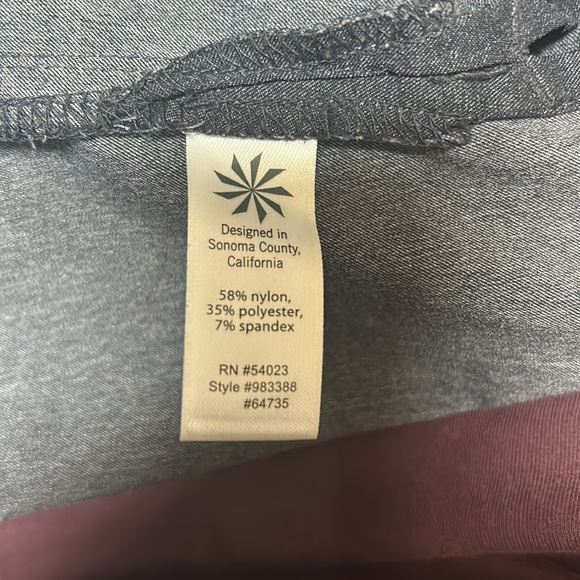 Designed in
Sonoma County,
California
58% nylon,
35% polyester,
7% spandex
RN #54023
Style #983388
#64735